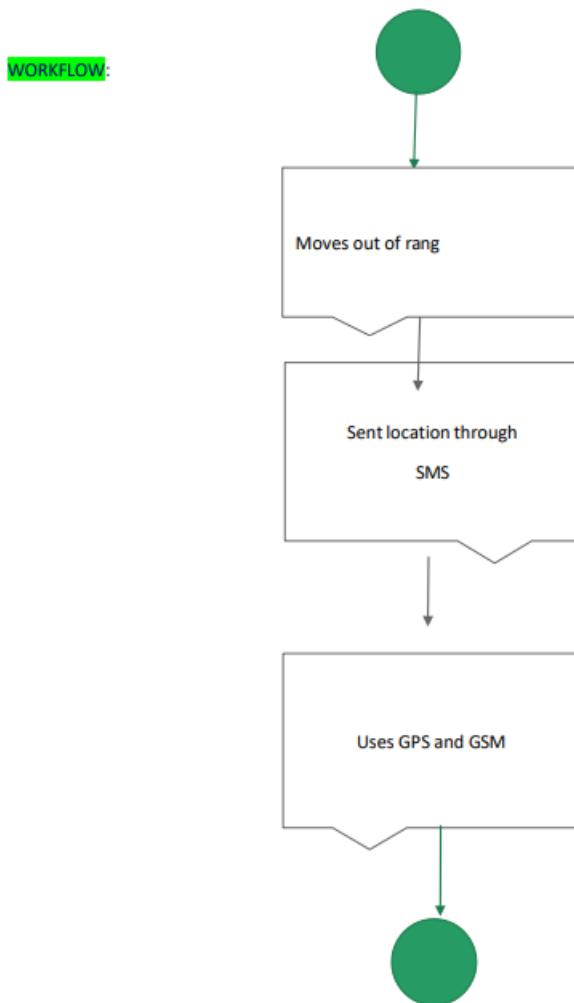 WORKFLOW:
Moves out of rang
Sent location through
SMS
Uses GPS and GSM